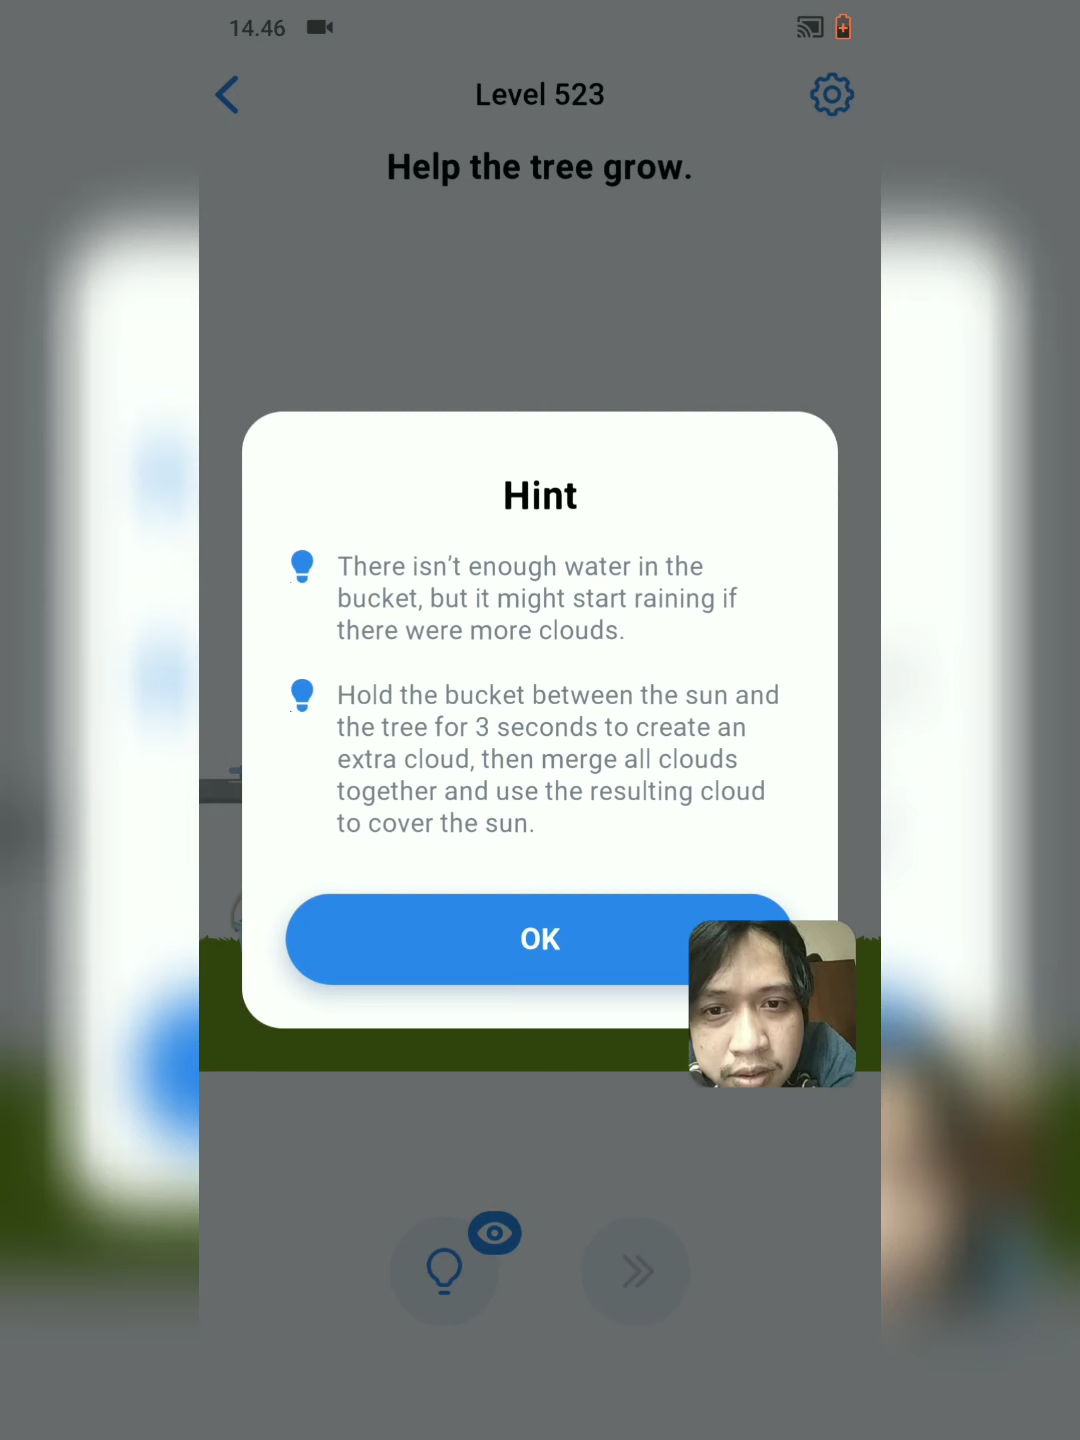 14.46
Level 523
Help the tree grow.
Hint
There isn’t enough water in the
bucket, but it might start raining if
there were more clouds.
Hold the bucket between the sun and
the tree for 3 seconds to create an
extra cloud, then merge all clouds
together and use the resulting cloud
to cover the sun.
OK